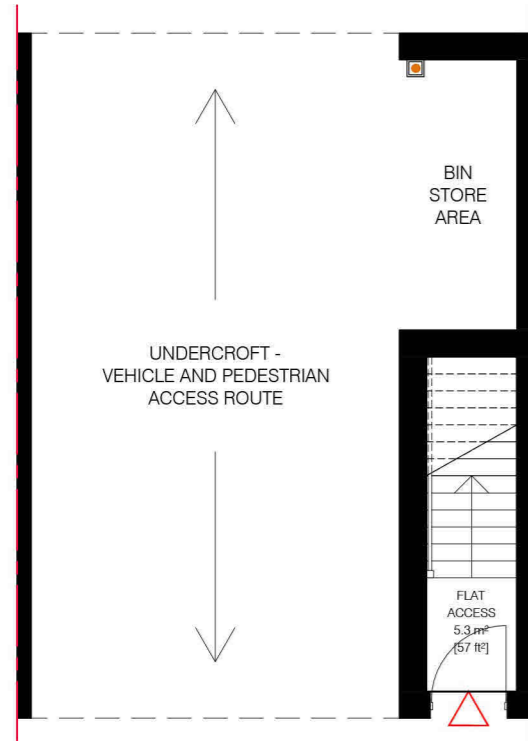 BIN
STORE
AREA
UNDERCROFT -
VEHICLE AND PEDESTRIAN
ACCESS ROUTE
FLAT
ACCESS
5.3 m²
[57 ft²]